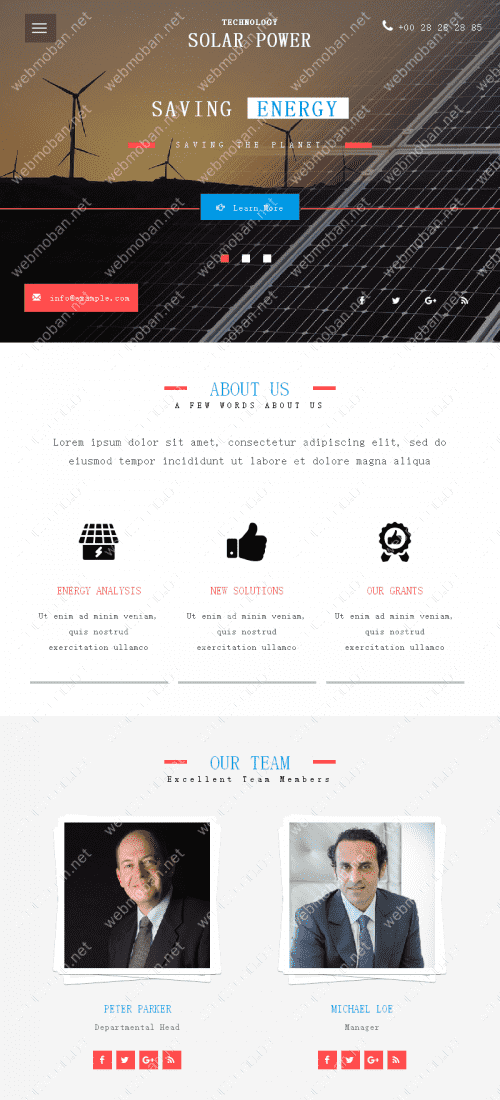 TECHNOLOGY
SOLAR POWER
+00 28 28 28 85
SAVING ENERGY
SAVING THE PLANET
Learn More
info@example.com
ABOUT US
A FEW WORDS ABOUT US
Lorem ipsum dolor sit amet, consectetur adipiscing elit, sed do
eiusmod tempor incididunt ut labore et dolore magna aliqua
ENERGY ANALYSIS
Ut enim ad minim veniam,
quis nostrud
exercitation ullamco
NEW SOLUTIONS
Ut enim ad minim veniam,
quis nostrud
exercitation ullamco
OUR GRANTS
Ut enim ad minim veniam,
quis nostrud
exercitation ullamco
OUR TEAM
Excellent Team Members
PETER PARKER
Departmental Head
MICHAEL LOE
Manager
webmoban.net